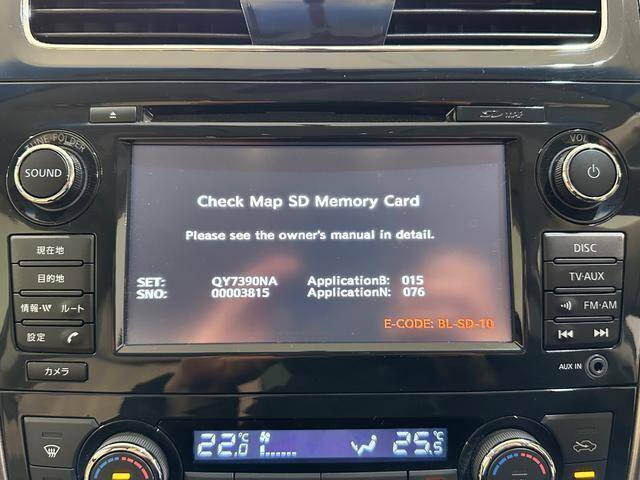 TUNE·FOLDER
VOL
SOUND
Check Map SD Memory Card
Please see the owner's manual in detail.
SET: QY7390NA ApplicationB: 015
SNO: 00003815 ApplicationN: 076
E-CODE: BL-SD-10
現在地
目的地
情報・VV ルート
設定
カメラ
DISC
TV·AUX
FM·AM
AUX IN
22.0 °C
25.5 °C